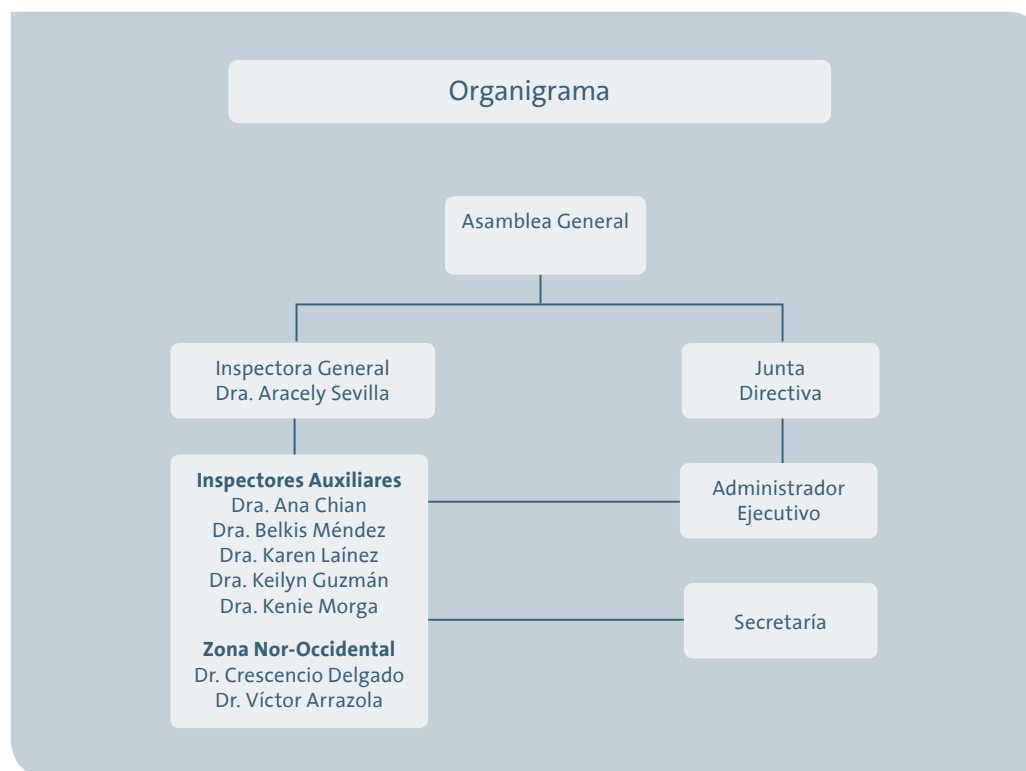 Organigrama
Asamblea General
Inspectora General
Dra. Aracely Sevilla
Junta
Directiva
Inspectores Auxiliares
Dra. Ana Chian
Dra. Belkis Méndez
Dra. Karen Laínez
Dra. Keilyn Guzmán
Dra. Kenie Morga
Zona Nor-Occidental
Dr. Crescencio Delgado
Dr. Víctor Arrazola
Administrador
Ejecutivo
Secretaría